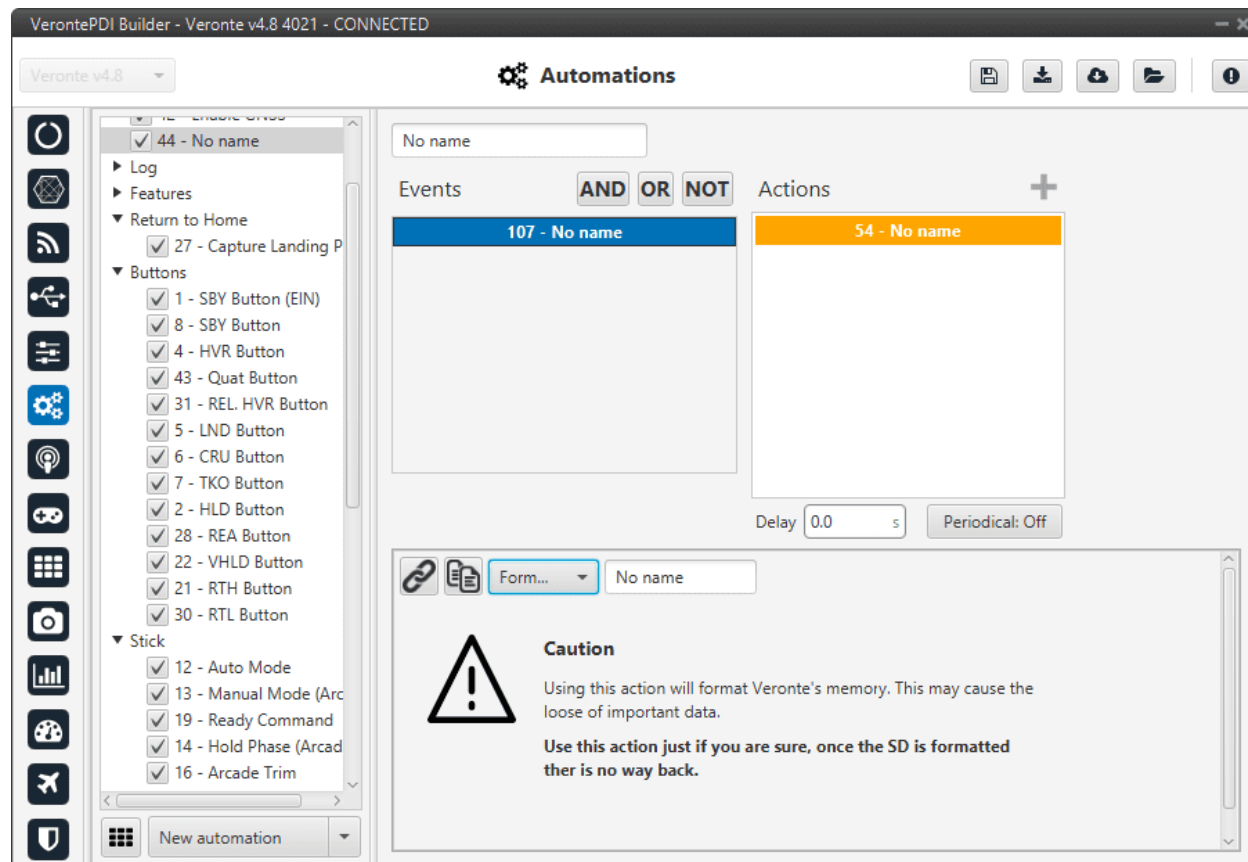 VerontePDI Builder - Veronte v4.8 4021 - CONNECTED
Veronte v4.8
Automations
44 - No name
Log
Features
Return to Home
27 - Capture Landing P
Buttons
1 - SBY Button (EIN)
8 - SBY Button
4 - HVR Button
43 - Quat Button
31 - REL. HVR Button
5 - LND Button
6 - CRU Button
7 - TKO Button
2 - HLD Button
28 - REA Button
22 - VHLD Button
21 - RTH Button
30 - RTL Button
Stick
12 - Auto Mode
13 - Manual Mode (Arc
19 - Ready Command
14 - Hold Phase (Arcad
16 - Arcade Trim
New automation
No name
Events AND OR NOT Actions
107 - No name
54 - No name
Delay 0.0 s Periodical: Off
Form... No name
Caution
Using this action will format Veronte's memory. This may cause the
loose of important data.
Use this action just if you are sure, once the SD is formatted
ther is no way back.